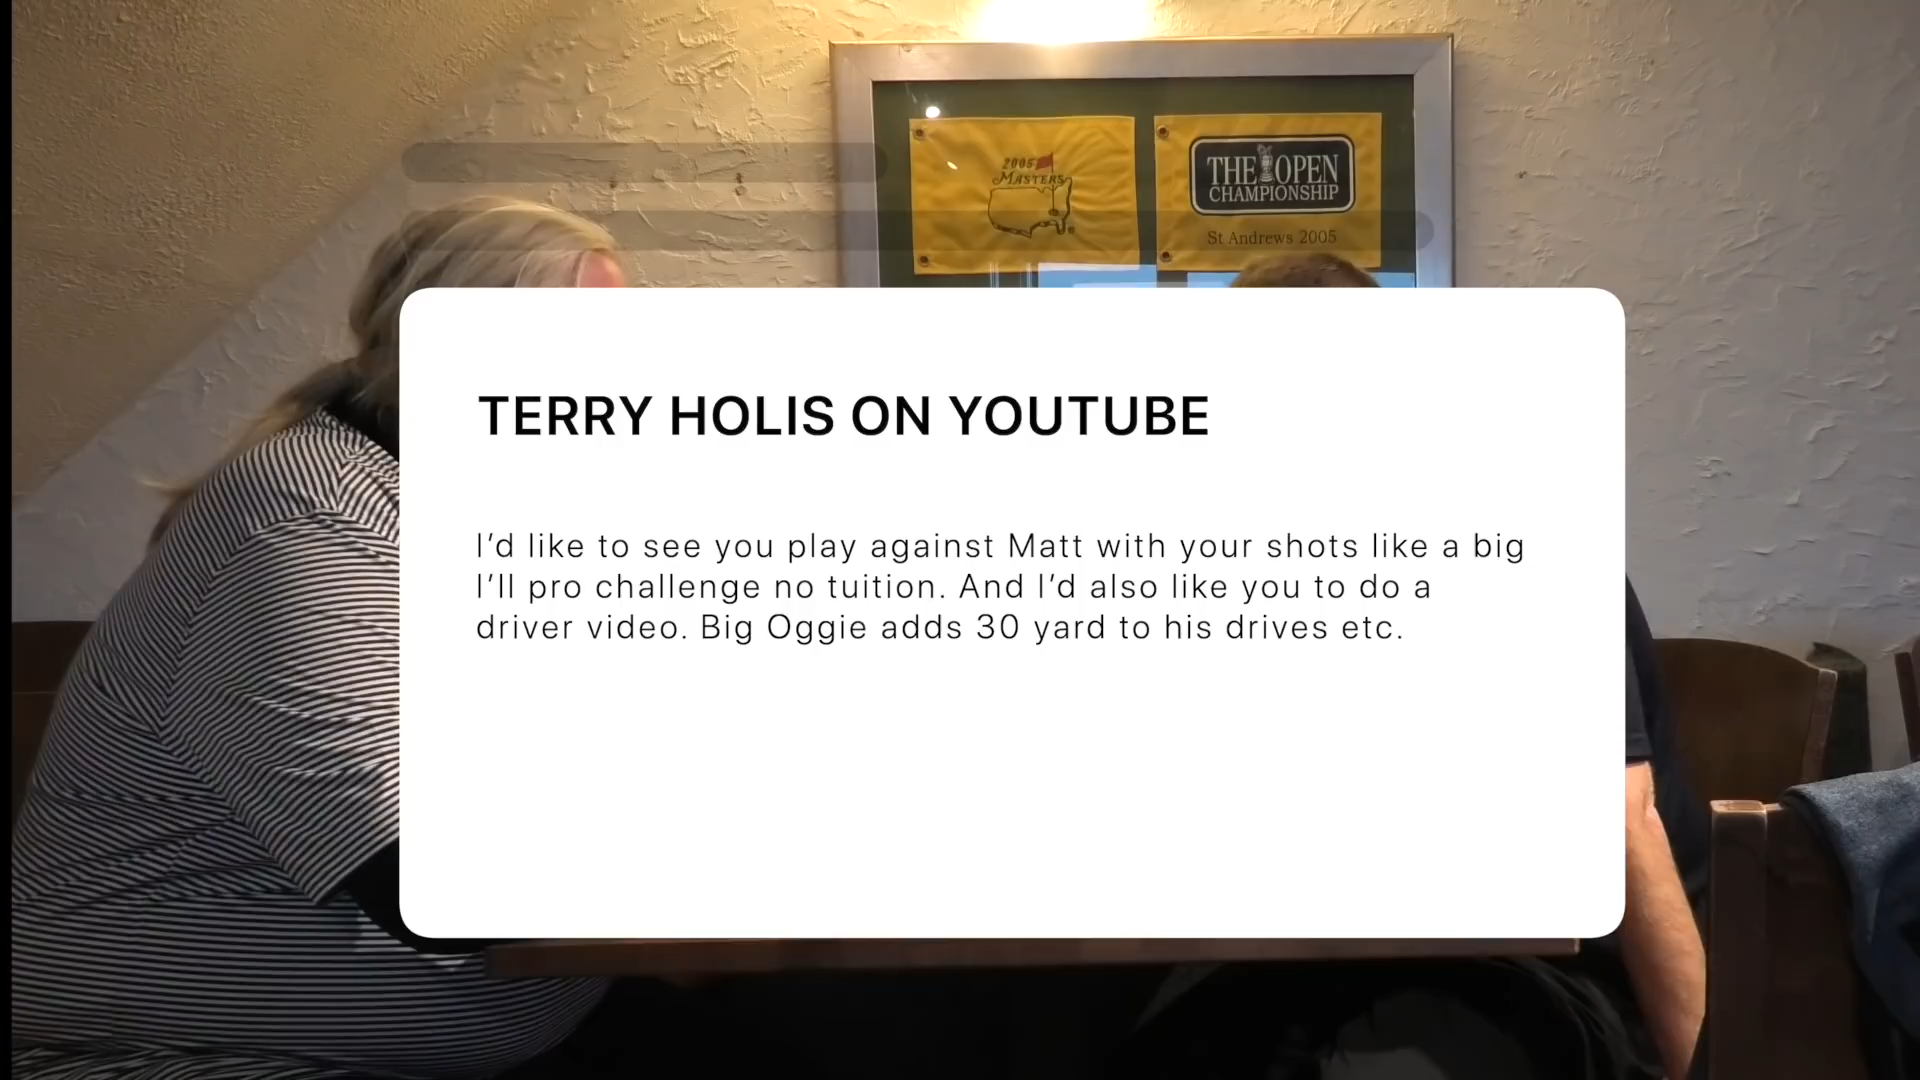 2005
MASTERS
THE OPEN
CHAMPIONSHIP
St Andrews 2005
TERRY HOLIS ON YOUTUBE
I’d like to see you play against Matt with your shots like a big
I’ll pro challenge no tuition. And I’d also like you to do a
driver video. Big Oggie adds 30 yard to his drives etc.